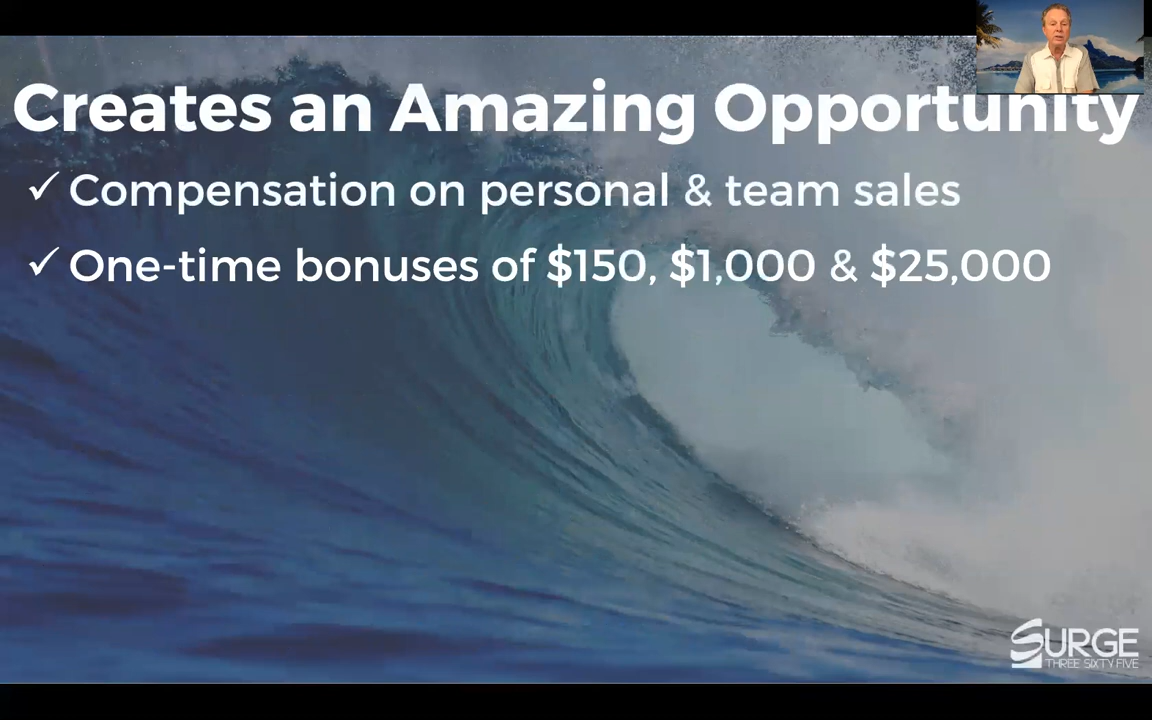 Creates an Amazing Opportunity
✓ Compensation on personal & team sales
✓ One-time bonuses of $150, $1,000 & $25,000
SURGE
THREE SIXTY FIVE